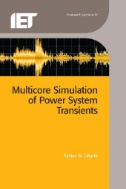 IET
Multicore Simulation
of Power System
Transients